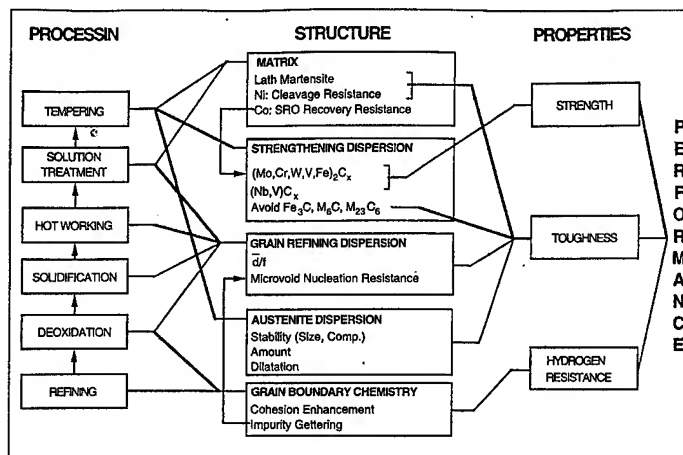 PROCESSIN
STRUCTURE
PROPERTIES
TEMPERING
SOLUTION
TREATMENT
HOT WORKING
SOLIDIFICATION
DEOXIDATION
REFINING
MATRIX
Lath Martensite
Ni: Cleavage Resistance
Co: SRO Recovery Resistance
STRENGTHENING DISPERSION
(Mo,Cr,W,V,Fe)₂Cₓ
(Nb,V)Cₓ
Avoid Fe₃C, M₆C, M₂₃C₆
GRAIN REFINING DISPERSION
d̅/f
Microvoid Nucleation Resistance
AUSTENITE DISPERSION
Stability (Size, Comp.)
Amount
Dilatation
GRAIN BOUNDARY CHEMISTRY
Cohesion Enhancement
Impurity Gettering
STRENGTH
TOUGHNESS
HYDROGEN
RESISTANCE
PERFORMANCE